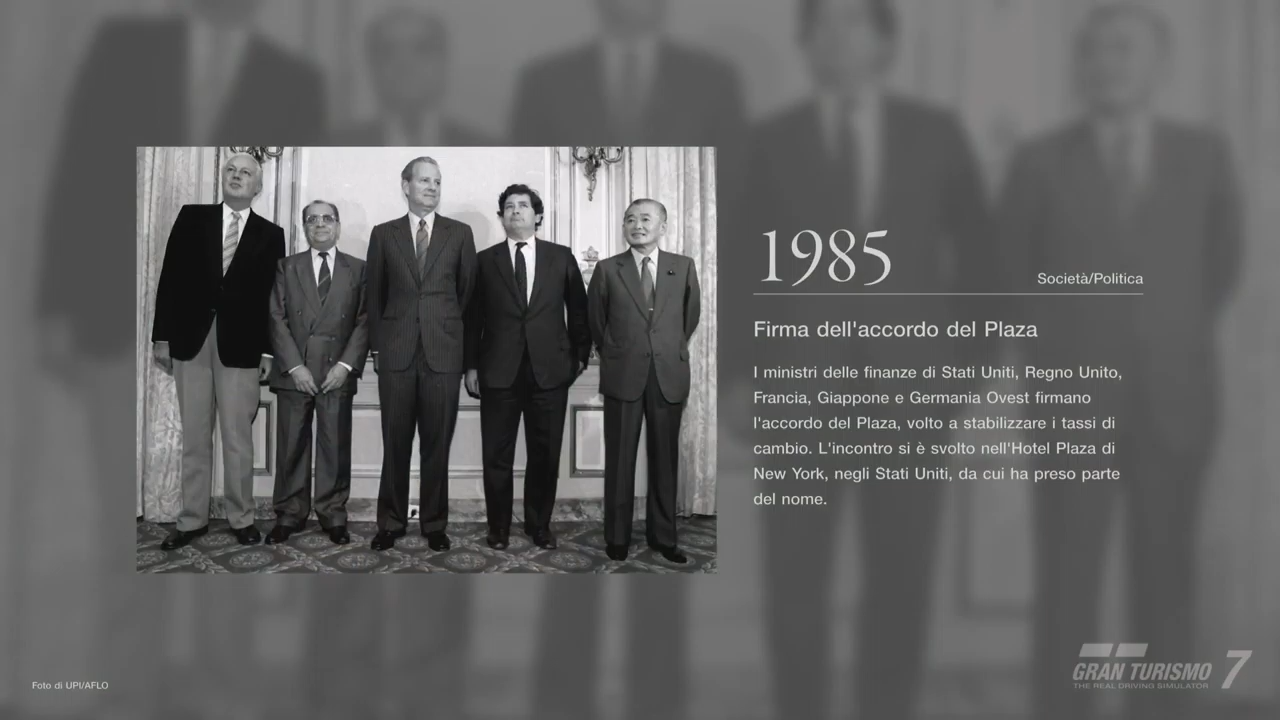 1985
Società/Politica
Firma dell'accordo del Plaza
I ministri delle finanze di Stati Uniti, Regno Unito,
Francia, Giappone e Germania Ovest firmano
l'accordo del Plaza, volto a stabilizzare i tassi di
cambio. L'incontro si è svolto nell'Hotel Plaza di
New York, negli Stati Uniti, da cui ha preso parte
del nome.
Foto di UPI/AFLO
GRAN TURISMO 7
THE REAL DRIVING SIMULATOR